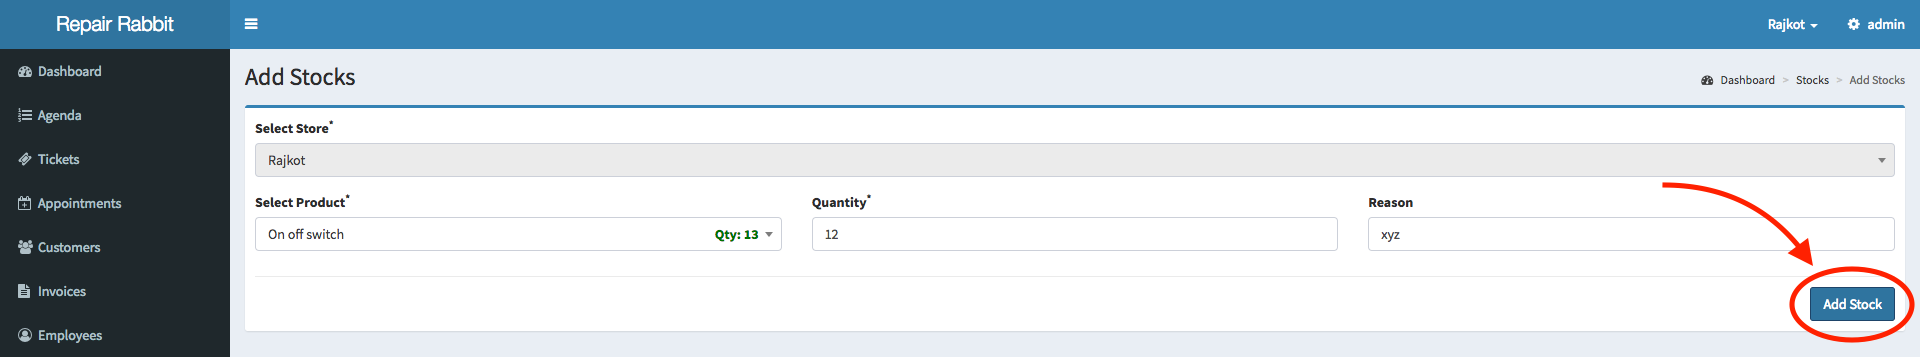 Repair Rabbit
Rajkot
admin
Dashboard
Agenda
Tickets
Appointments
Customers
Invoices
Employees
Add Stocks
Dashboard > Stocks > Add Stocks
Select Store*
Rajkot
Select Product* Quantity* Reason
On off switch Qty: 13 12 xyz
Add Stock